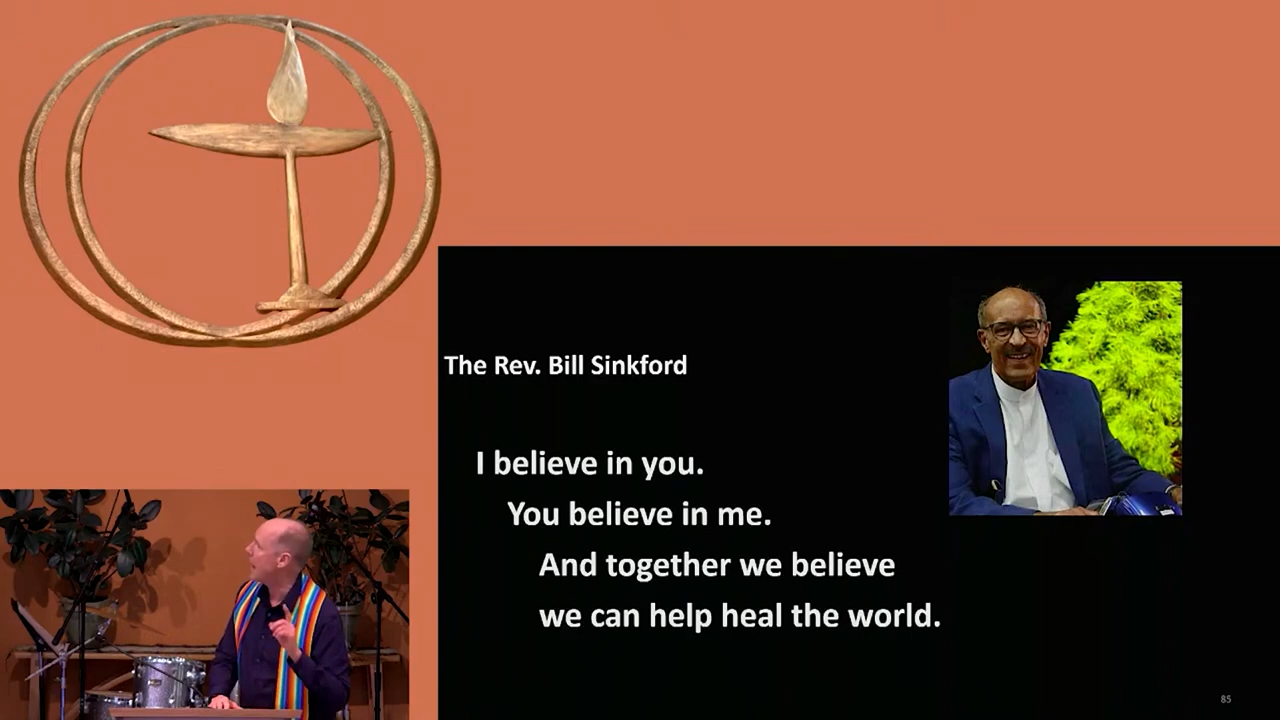 The Rev. Bill Sinkford
I believe in you.
You believe in me.
And together we believe
we can help heal the world.
85